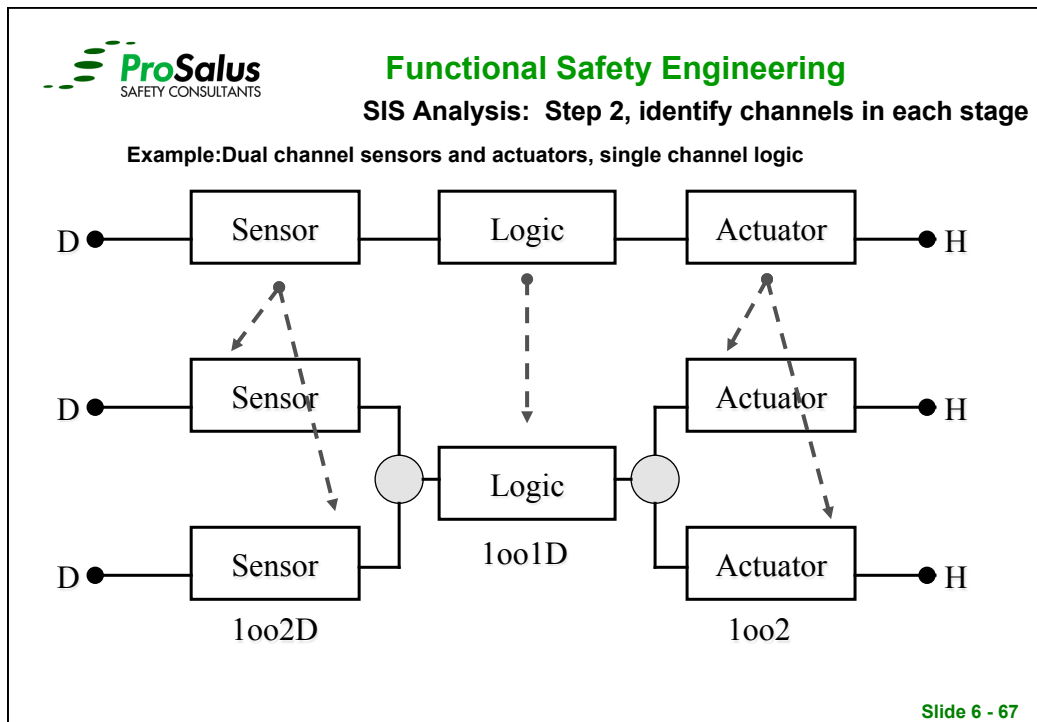 ProSalus
SAFETY CONSULTANTS
Functional Safety Engineering
SIS Analysis: Step 2, identify channels in each stage
Example:Dual channel sensors and actuators, single channel logic
D Sensor Logic Actuator H
D Sensor Actuator H
Logic
1oo1D
D Sensor Actuator H
1oo2D 1oo2
Slide 6 - 67